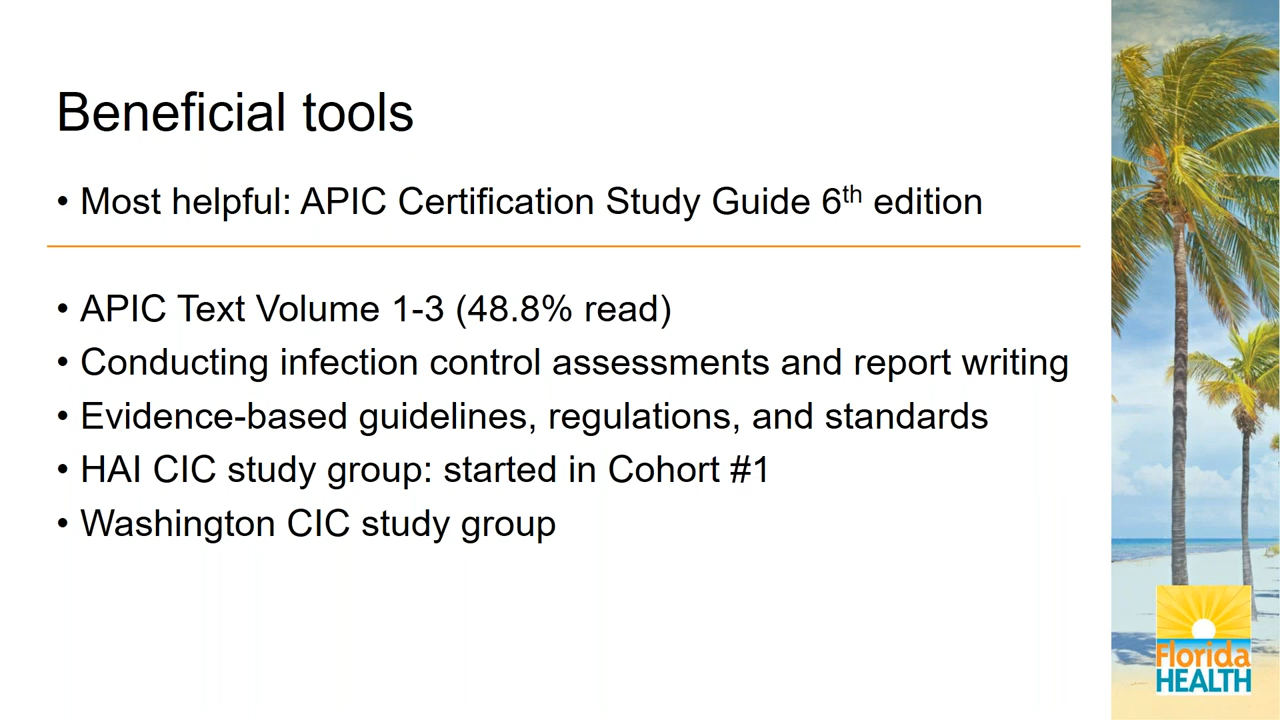 Beneficial tools
• Most helpful: APIC Certification Study Guide 6th edition
• APIC Text Volume 1-3 (48.8% read)
• Conducting infection control assessments and report writing
• Evidence-based guidelines, regulations, and standards
• HAI CIC study group: started in Cohort #1
• Washington CIC study group
Florida
HEALTH